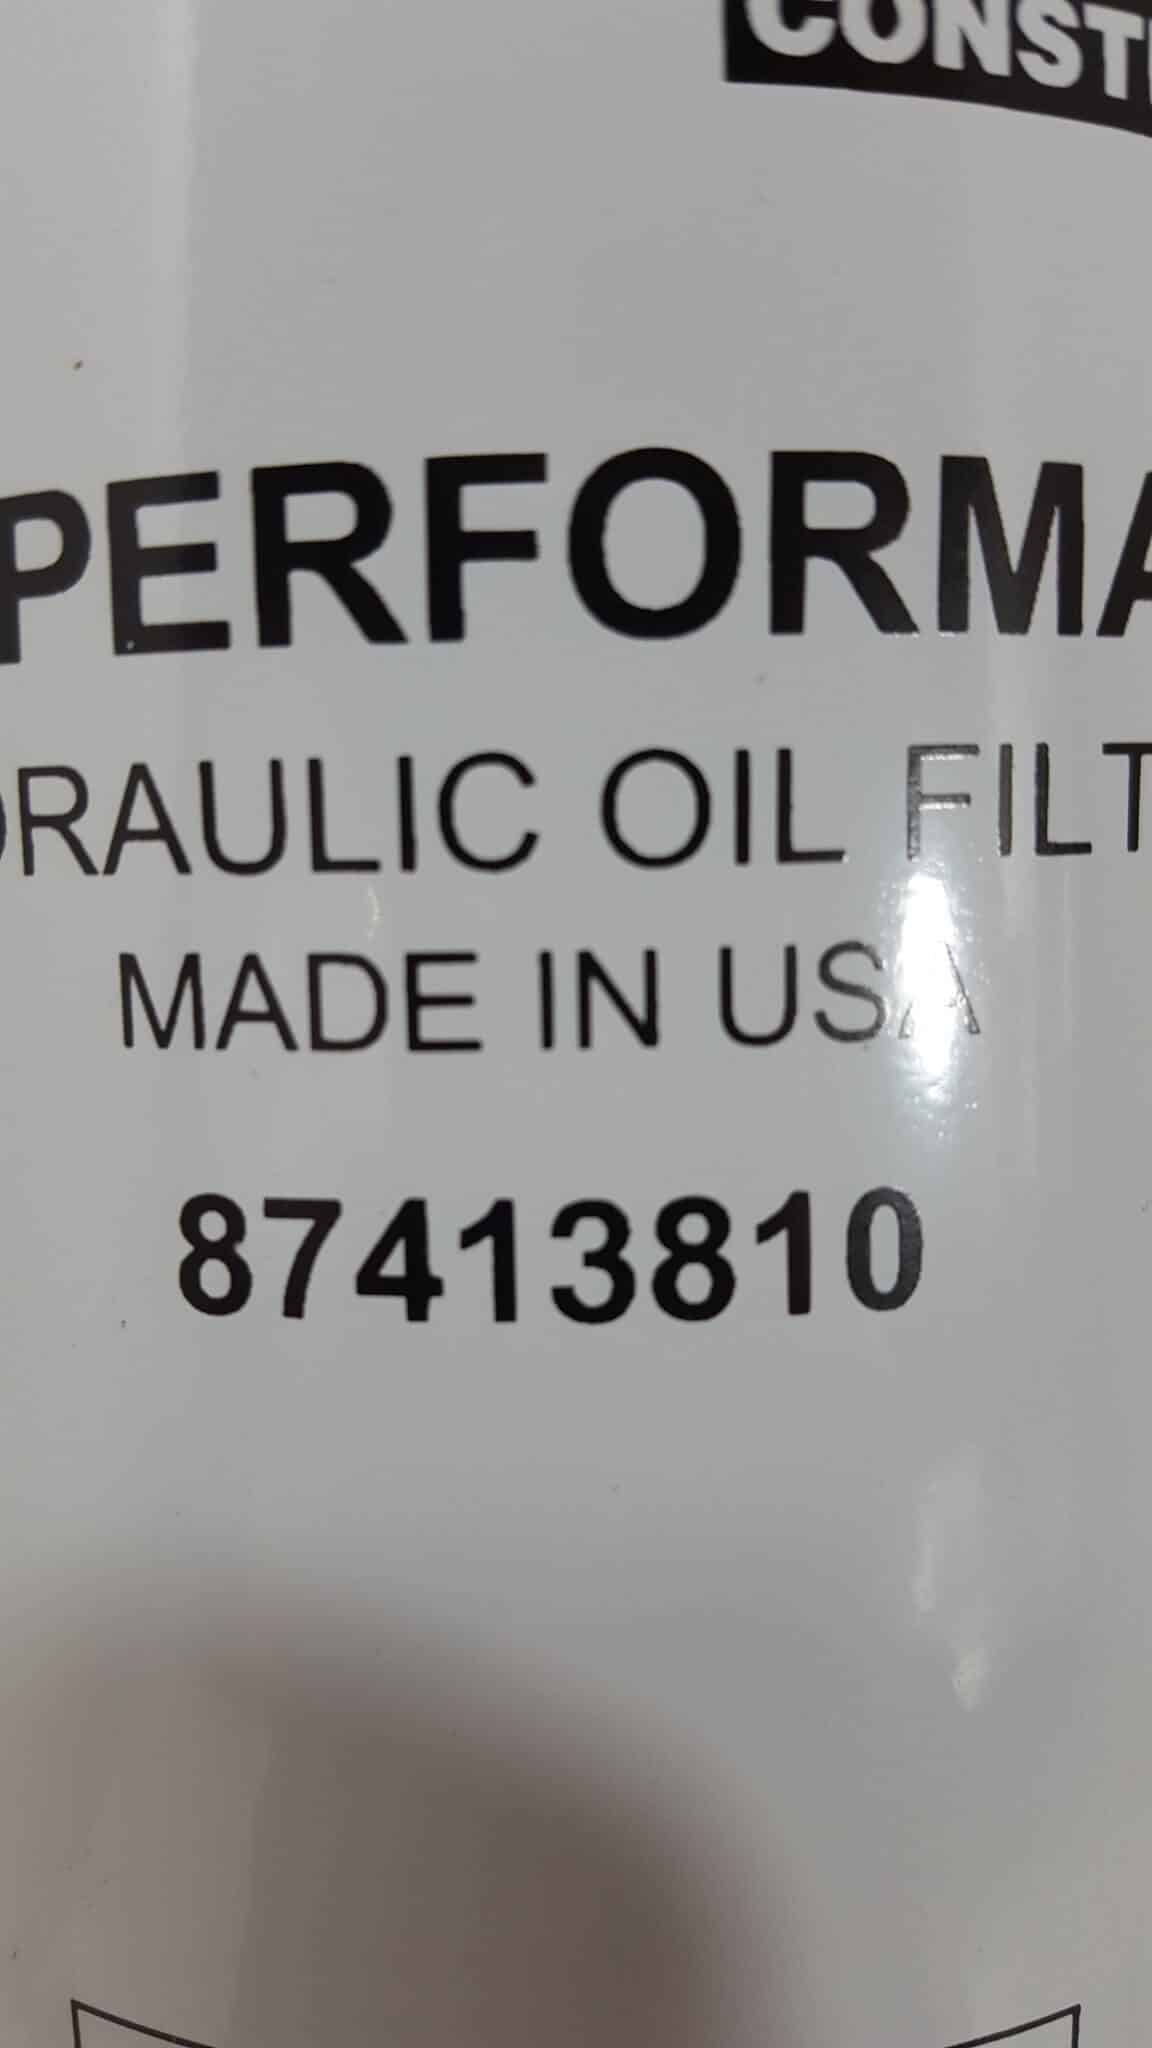 CONST
PERFORMA
RAULIC OIL FILT
MADE IN USA
87413810